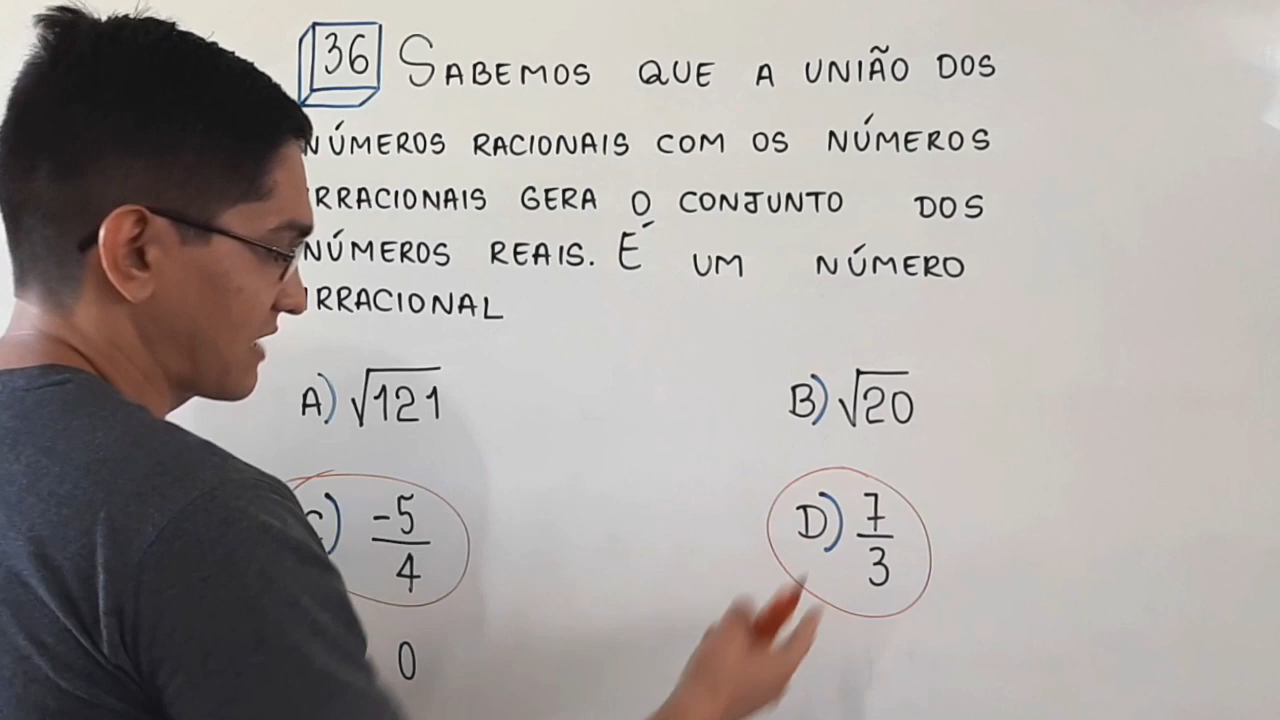 36 SABEMOS QUE A UNIÃO DOS
NÚMEROS RACIONAIS COM OS NÚMEROS
RRACIONAIS GERA O CONJUNTO DOS
NÚMEROS REAIS. É UM NÚMERO
IRRACIONAL
A) √121
B) √20
C) -5/4
D) 7/3
0